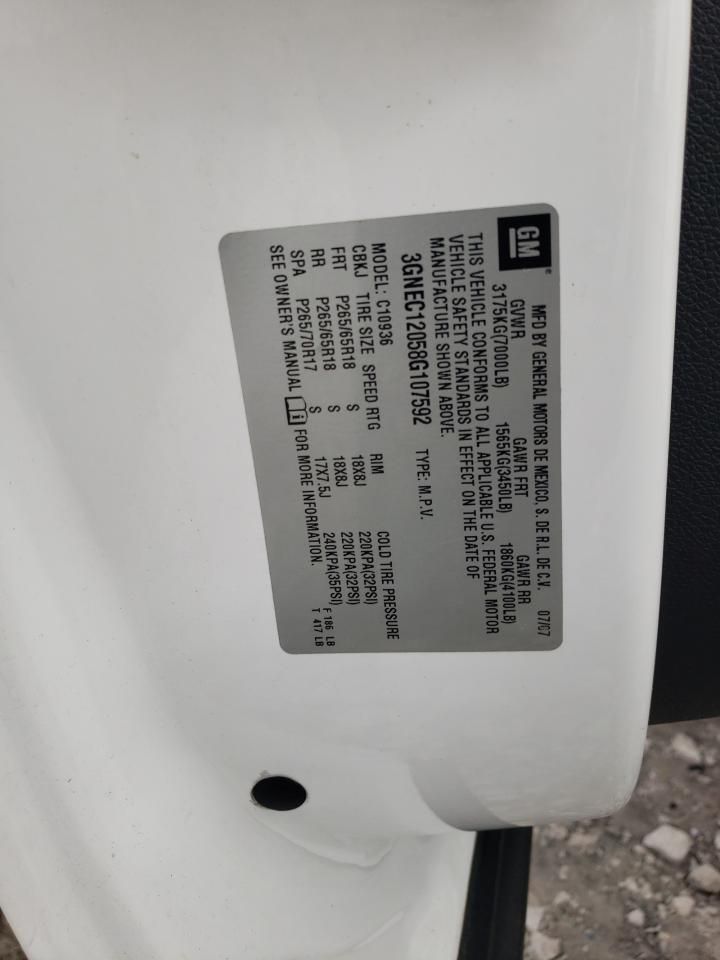 GM
MFD BY GENERAL MOTORS DE MEXICO, S. DE R.L. DE C.V. 07/07
GVWR GAWR FRT GAWR RR
3175KG(7000LB) 1565KG(3450LB) 1860KG(4100LB)
THIS VEHICLE CONFORMS TO ALL APPLICABLE U.S. FEDERAL MOTOR
VEHICLE SAFETY STANDARDS IN EFFECT ON THE DATE OF
MANUFACTURE SHOWN ABOVE.
3GNEC12058G107592 TYPE: M.P.V.
MODEL: C10936
CBKJ TIRE SIZE SPEED RTG RIM COLD TIRE PRESSURE
FRT P265/65R18 S 18X8J 220KPA(32PSI)
RR P265/65R18 S 18X8J 220KPA(32PSI)
SPA P265/70R17 S 17X7.5J 240KPA(35PSI) F 186 LB
SEE OWNER'S MANUAL i FOR MORE INFORMATION. T 417 LB